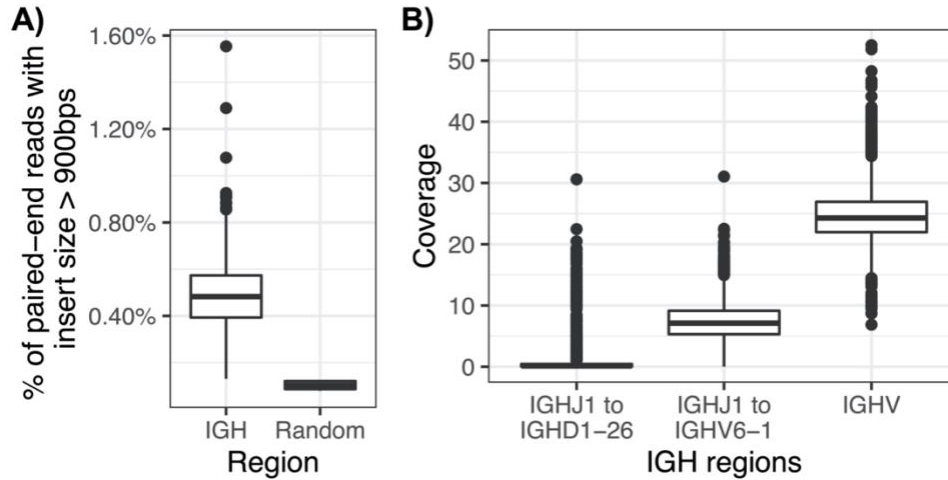 A)
% of paired−end reads with
insert size > 900bps
1.60%
1.20%
0.80%
0.40%
IGH Random
Region
B)
Coverage
50
40
30
20
10
0
IGHJ1 to IGHJ1 to IGHV
IGHD1−26 IGHV6−1
IGH regions